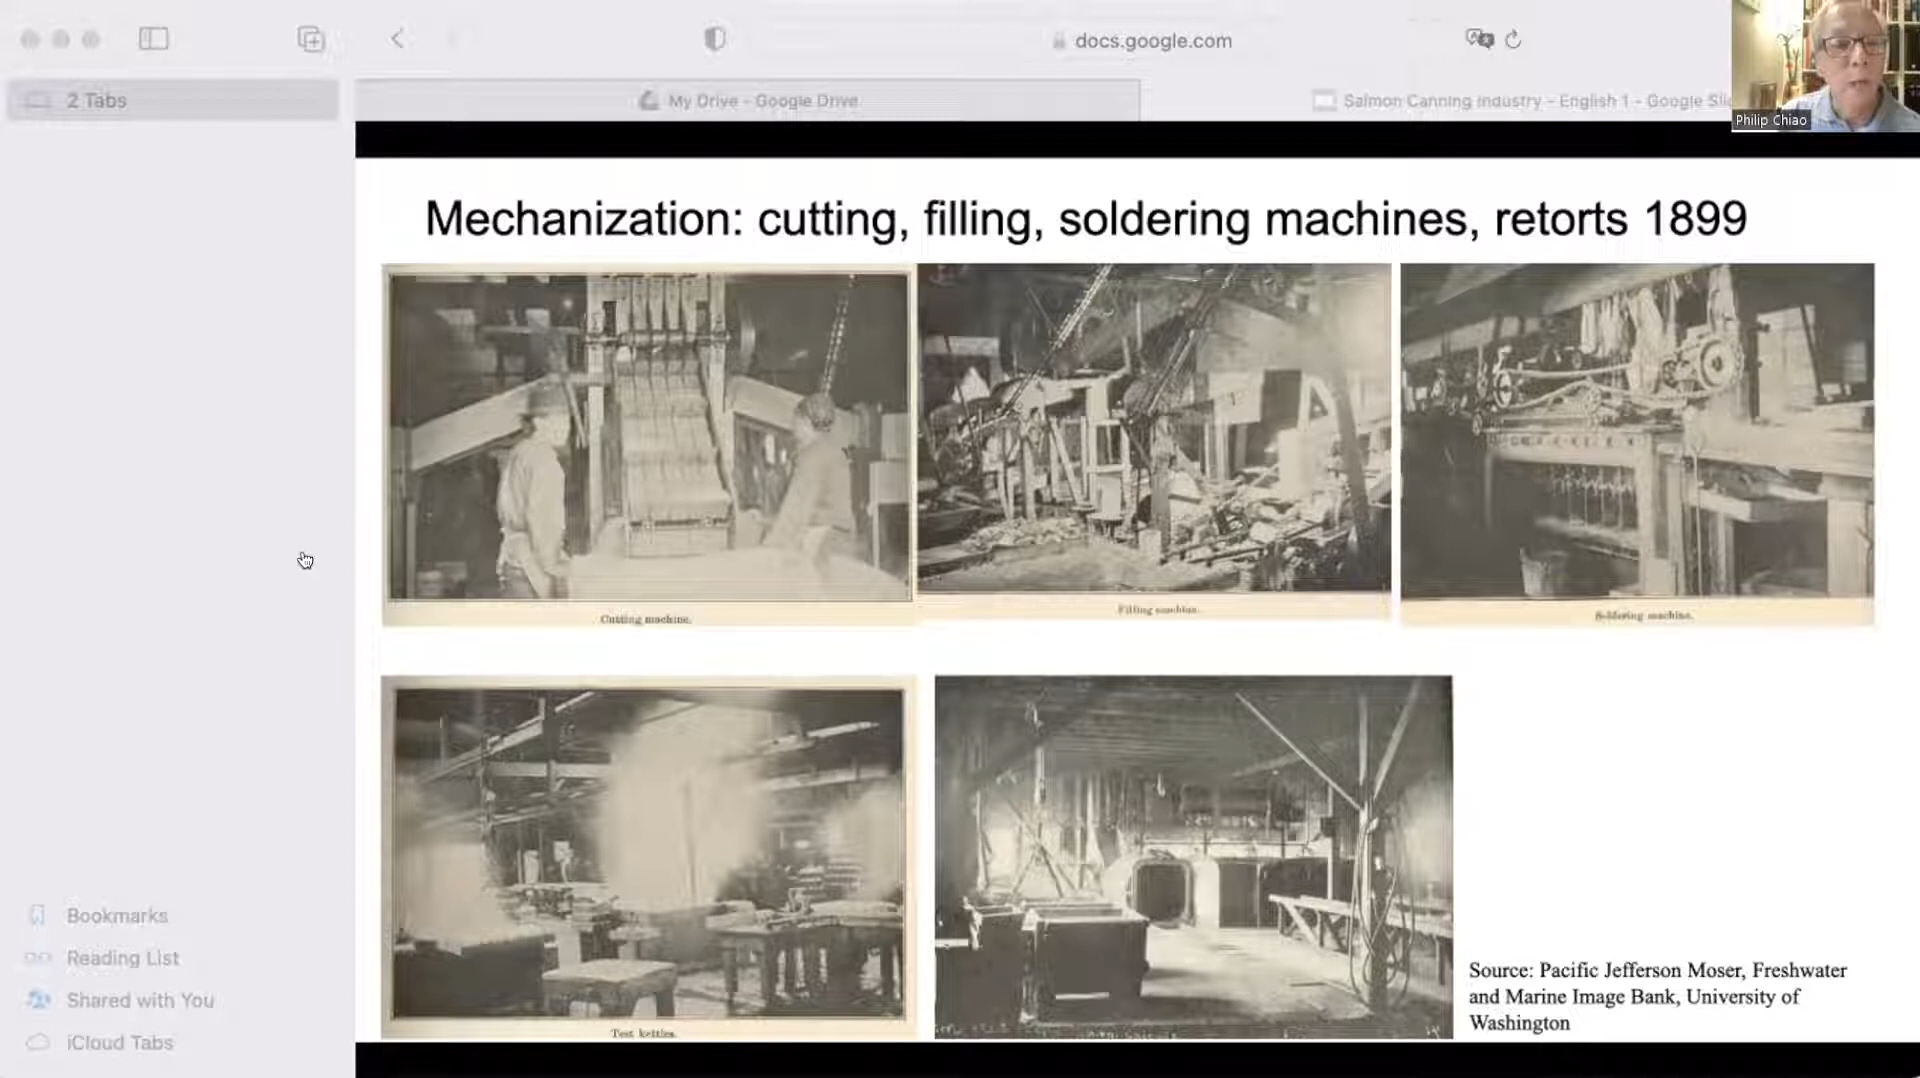 docs.google.com
2 Tabs
My Drive - Google Drive
Salmon Canning Industry - English 1 - Google
Philip Chiao
Mechanization: cutting, filling, soldering machines, retorts 1899
Cutting machine.
Filling machine.
Soldering machine.
Test kettles.
Source: Pacific Jefferson Moser, Freshwater
and Marine Image Bank, University of
Washington
Bookmarks
Reading List
Shared with You
iCloud Tabs